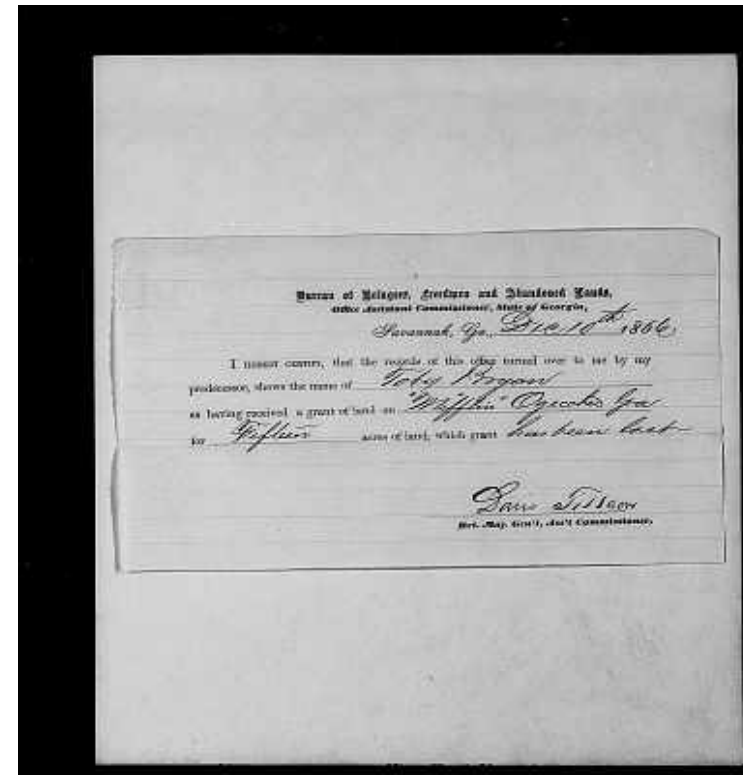 Bureau of Refugees, Freedmen and Abandoned Lands,
Office Assistant Commissioner, State of Georgia,
Savannah, Ga., Dec 10th 1866
I HEREBY CERTIFY, that the records of this office turned over to me by my
predecessor, shows the name of Toby Bryan
as having received a grant of land on "Wifflin" Ogeechee Ga
for Fifteen acres of land, which grant has been lost
Davis Tillson
Bvt. Maj. Gen'l, Ass't Commissioner.